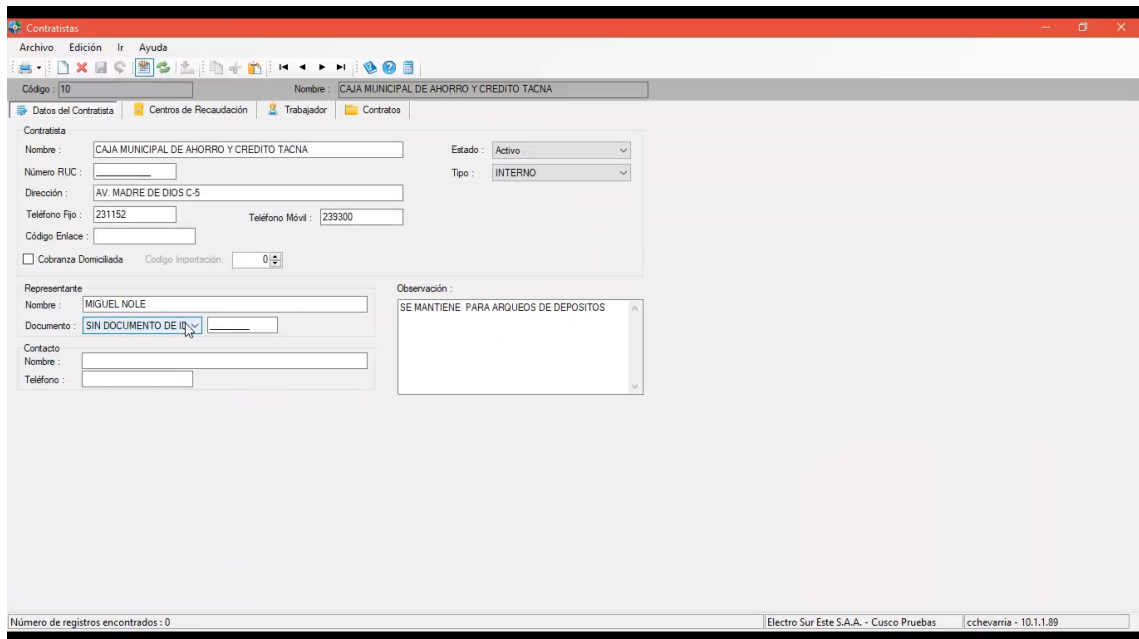 Contratistas
Archivo Edición Ir Ayuda
Código : 10 Nombre : CAJA MUNICIPAL DE AHORRO Y CREDITO TACNA
Datos del Contratista Centros de Recaudación Trabajador Contratos
Contratista
Nombre : CAJA MUNICIPAL DE AHORRO Y CREDITO TACNA Estado : Activo
Número RUC : Tipo : INTERNO
Dirección : AV. MADRE DE DIOS C-5
Teléfono Fijo : 231152 Teléfono Móvil : 239300
Código Enlace :
Cobranza Domiciliada Codigo Importación: 0
Representante Observación :
Nombre : MIGUEL NOLE SE MANTIENE PARA ARQUEOS DE DEPOSITOS
Documento : SIN DOCUMENTO DE ID
Contacto
Nombre :
Teléfono :
Número de registros encontrados : 0 Electro Sur Este S.A.A. - Cusco Pruebas cchevarria - 10.1.1.89